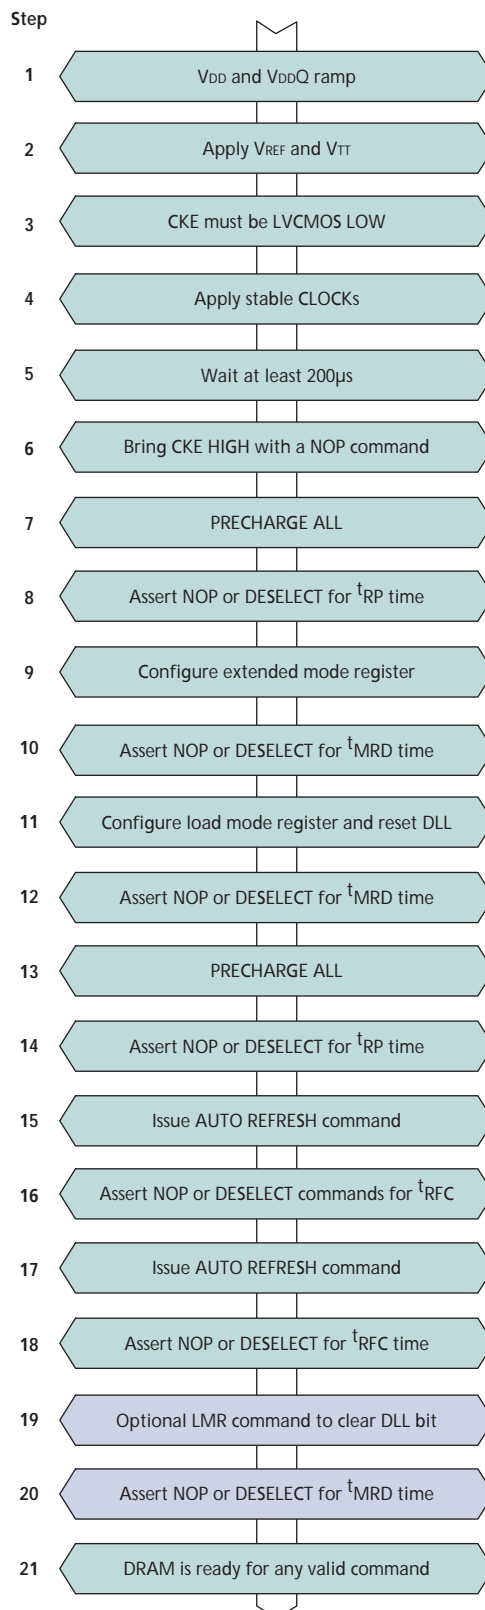 Step
1 VDD and VDDQ ramp
2 Apply VREF and VTT
3 CKE must be LVCMOS LOW
4 Apply stable CLOCKs
5 Wait at least 200µs
6 Bring CKE HIGH with a NOP command
7 PRECHARGE ALL
8 Assert NOP or DESELECT for tRP time
9 Configure extended mode register
10 Assert NOP or DESELECT for tMRD time
11 Configure load mode register and reset DLL
12 Assert NOP or DESELECT for tMRD time
13 PRECHARGE ALL
14 Assert NOP or DESELECT for tRP time
15 Issue AUTO REFRESH command
16 Assert NOP or DESELECT commands for tRFC
17 Issue AUTO REFRESH command
18 Assert NOP or DESELECT for tRFC time
19 Optional LMR command to clear DLL bit
20 Assert NOP or DESELECT for tMRD time
21 DRAM is ready for any valid command